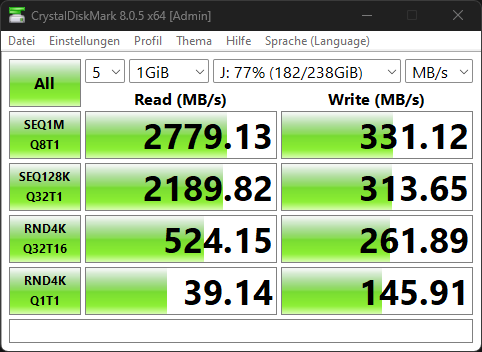 CrystalDiskMark 8.0.5 x64 [Admin]
Datei Einstellungen Profil Thema Hilfe Sprache (Language)
All 5 1GiB J: 77% (182/238GiB) MB/s
Read (MB/s) Write (MB/s)
SEQ1M
Q8T1
2779.13 331.12
SEQ128K
Q32T1
2189.82 313.65
RND4K
Q32T16
524.15 261.89
RND4K
Q1T1
39.14 145.91